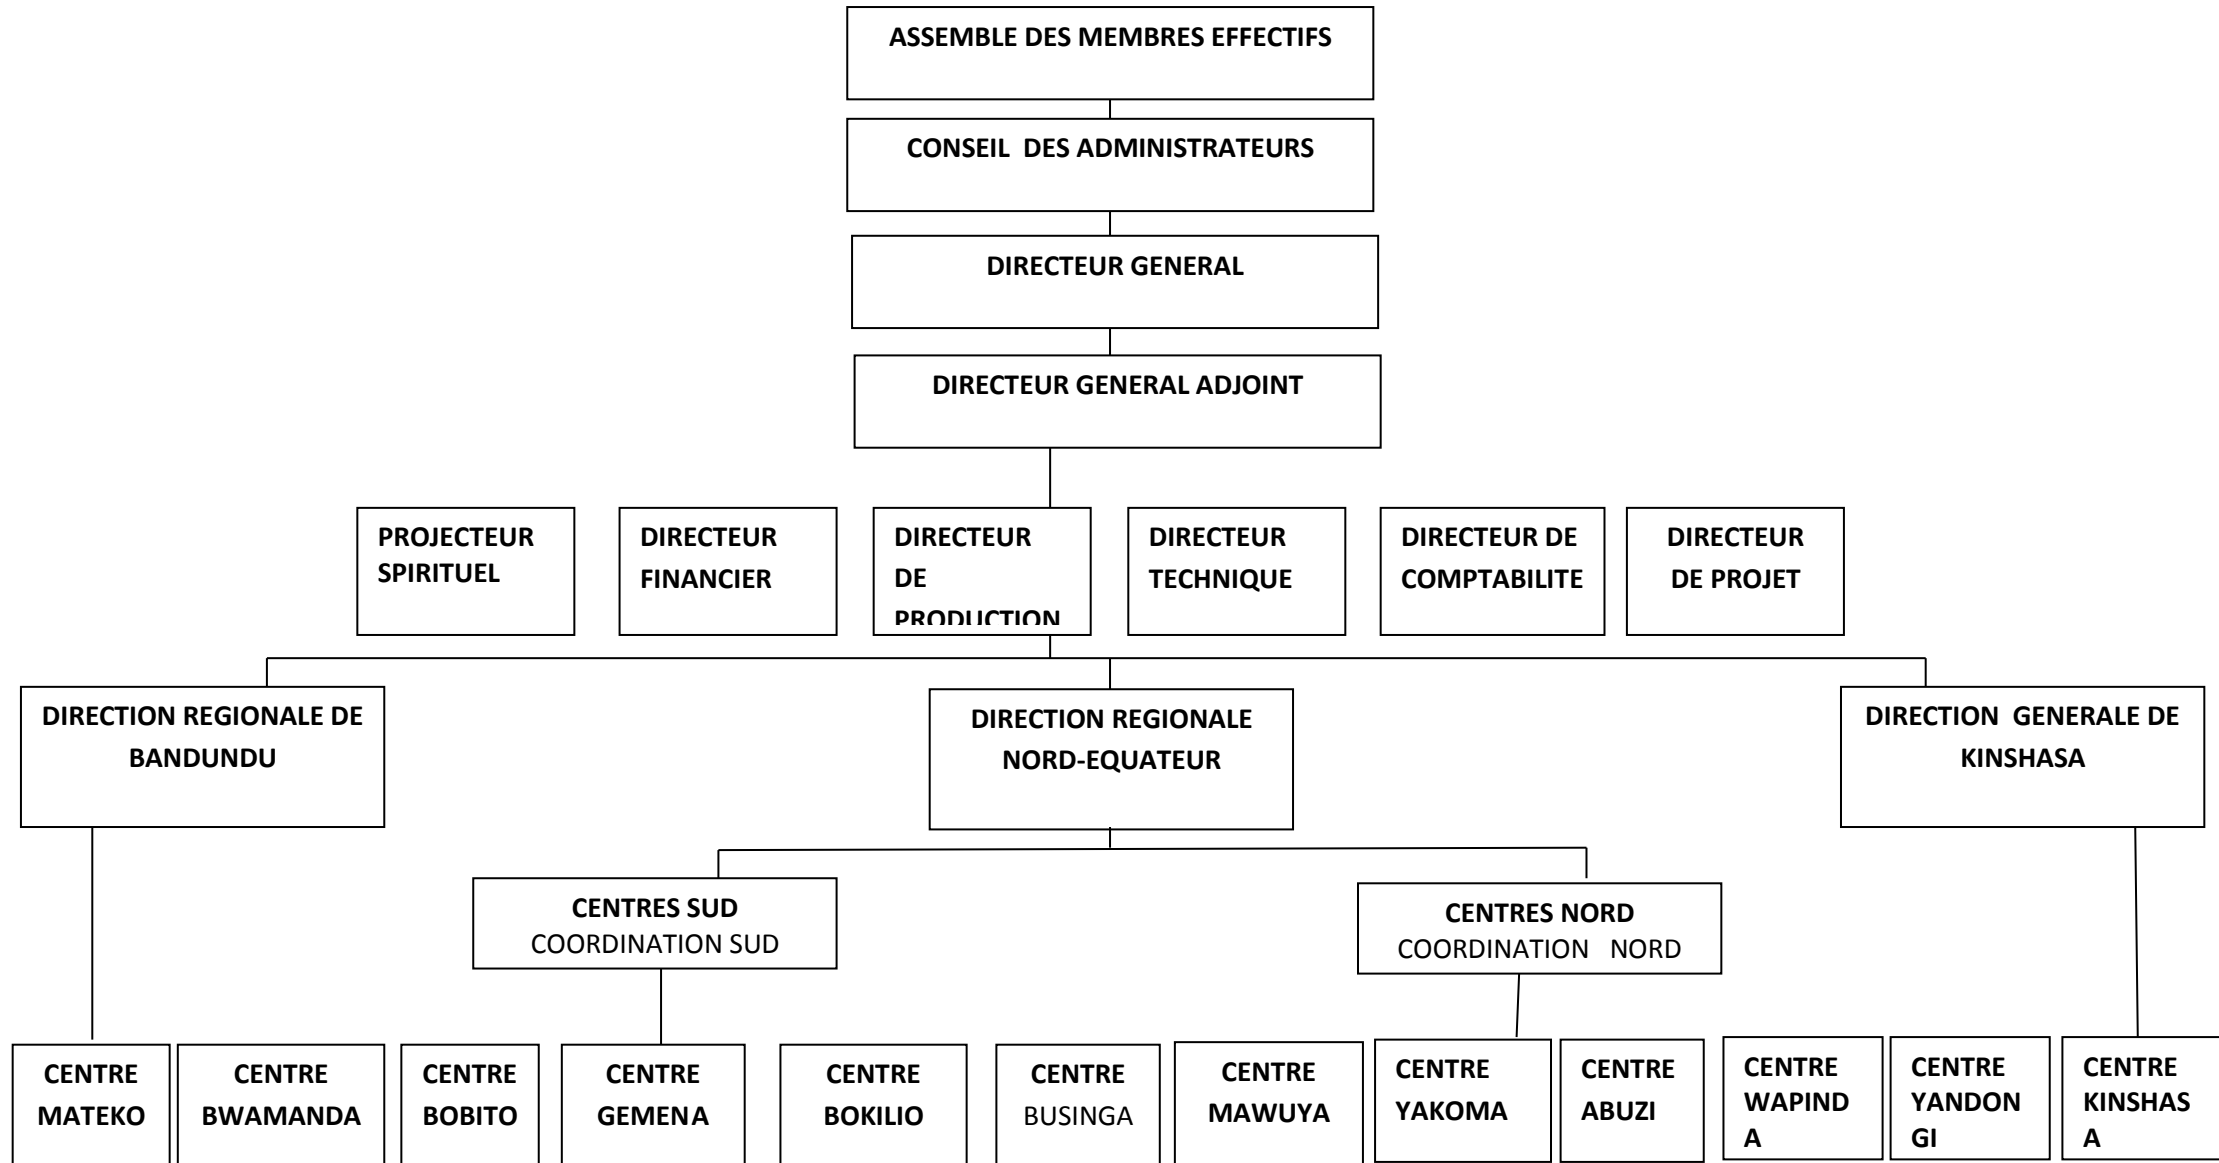 ASSEMBLE DES MEMBRES EFFECTIFS
CONSEIL DES ADMINISTRATEURS
DIRECTEUR GENERAL
DIRECTEUR GENERAL ADJOINT
PROJECTEUR
SPIRITUEL
DIRECTEUR
FINANCIER
DIRECTEUR
DE
PRODUCTION
DIRECTEUR
TECHNIQUE
DIRECTEUR DE
COMPTABILITE
DIRECTEUR
DE PROJET
DIRECTION REGIONALE DE
BANDUNDU
DIRECTION REGIONALE
NORD-EQUATEUR
DIRECTION GENERALE DE
KINSHASA
CENTRES SUD
COORDINATION SUD
CENTRES NORD
COORDINATION NORD
CENTRE
MATEKO
CENTRE
BWAMANDA
CENTRE
BOBITO
CENTRE
GEMENA
CENTRE
BOKILIO
CENTRE
BUSINGA
CENTRE
MAWUYA
CENTRE
YAKOMA
CENTRE
ABUZI
CENTRE
WAPIND
A
CENTRE
YANDON
GI
CENTRE
KINSHAS
A